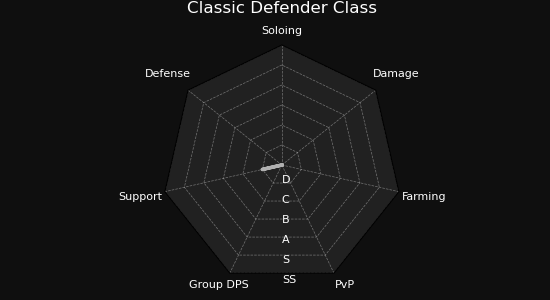 Classic Defender Class
Soloing
Defense
Damage
Support
Farming
D
C
B
A
S
SS
Group DPS
PvP